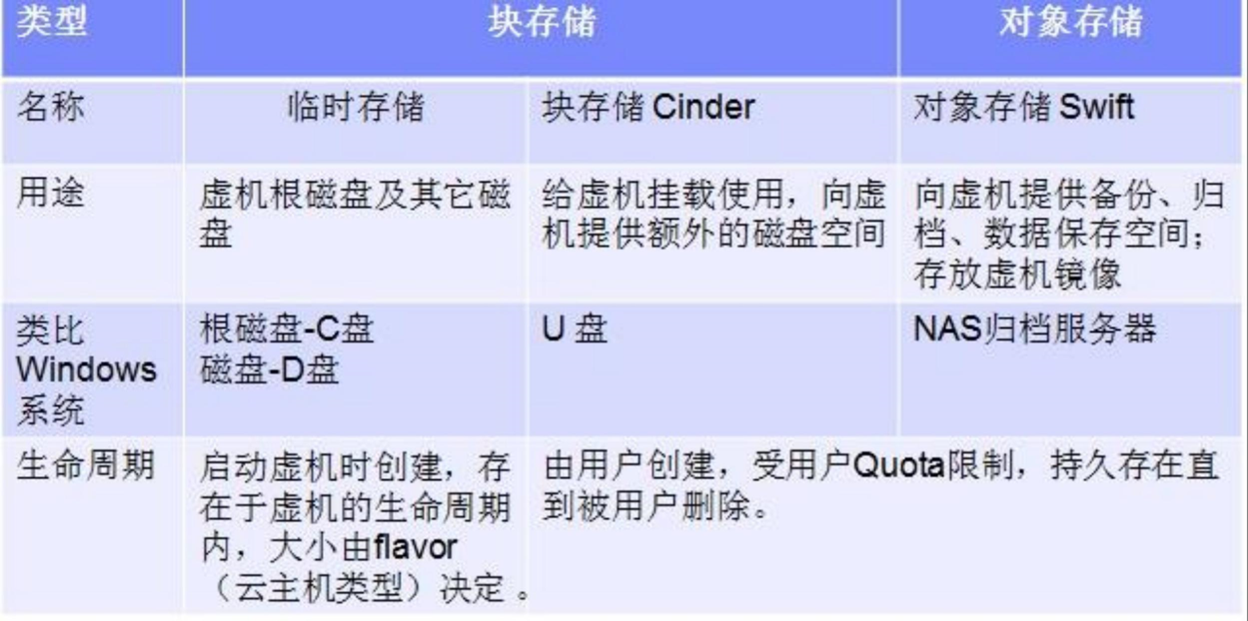 类型
块存储
对象存储
名称
临时存储
块存储 Cinder
对象存储 Swift
用途
虚机根磁盘及其它磁
盘
给虚机挂载使用，向虚
机提供额外的磁盘空间
向虚机提供备份、归
档、数据保存空间；
存放虚机镜像
类比
Windows
系统
根磁盘-C盘
磁盘-D盘
U 盘
NAS归档服务器
生命周期
启动虚机时创建，存
在于虚机的生命周期
内，大小由flavor
（云主机类型）决定 。
由用户创建，受用户Quota限制，持久存在直
到被用户删除。